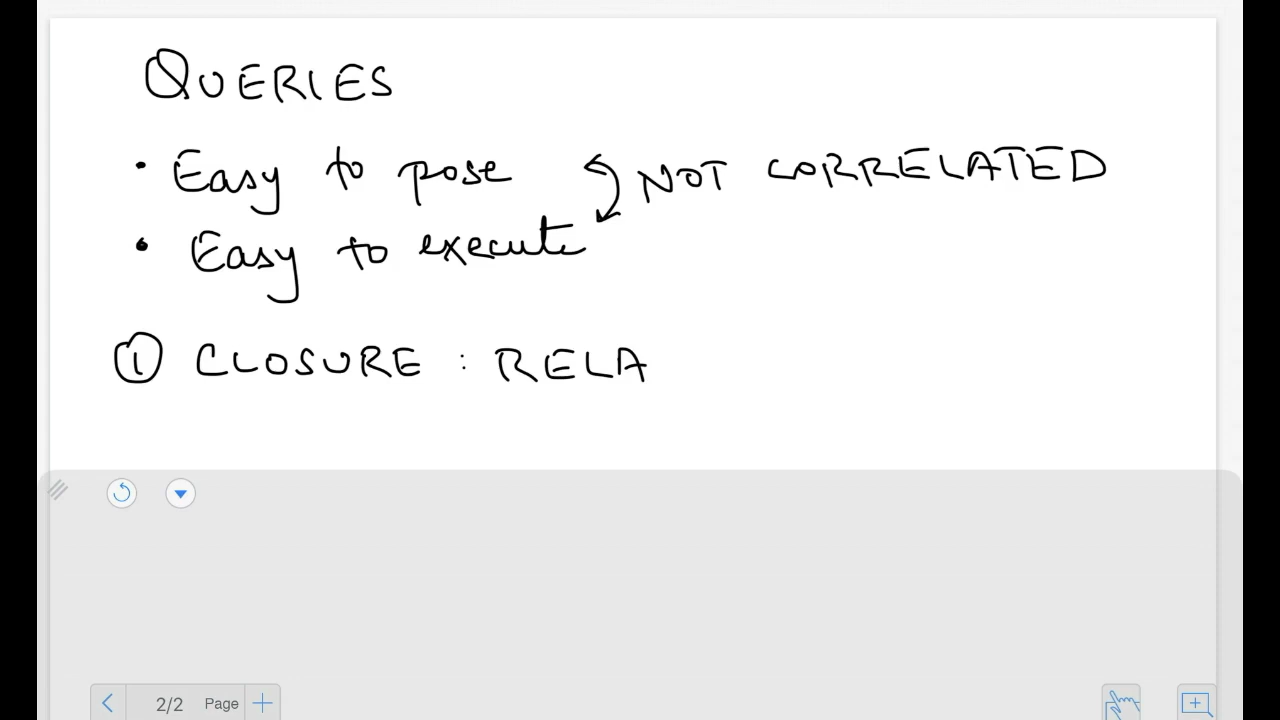 QUERIES
• Easy to pose NOT CORRELATED
• Easy to execute
① CLOSURE : RELA
2/2 Page